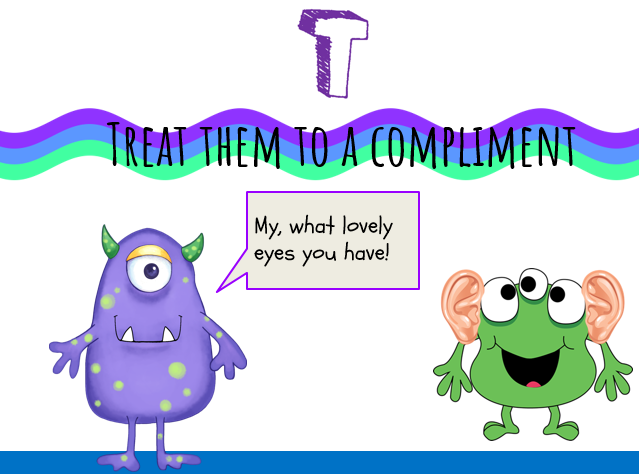 T
TREAT THEM TO A COMPLIMENT
My, what lovely
eyes you have!